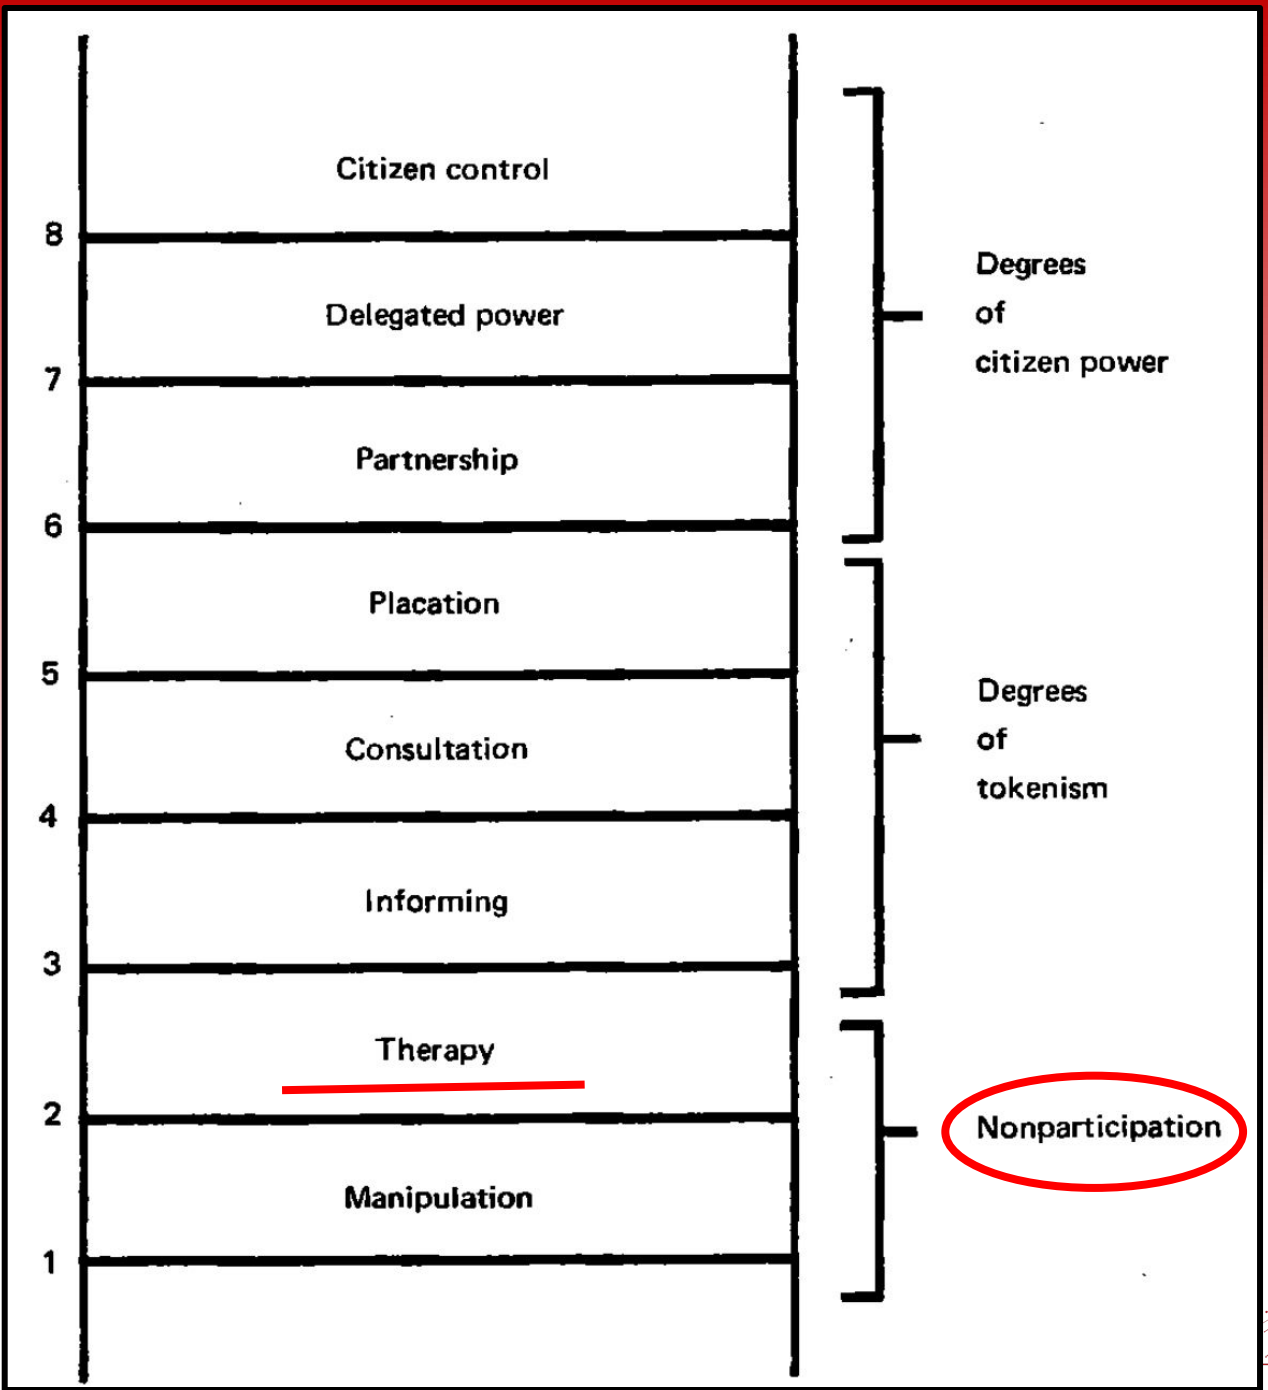 Citizen control
8
Delegated power
7
Partnership
6
Placation
5
Consultation
4
Informing
3
Therapy
2
Manipulation
1
Degrees
of
citizen power
Degrees
of
tokenism
Nonparticipation